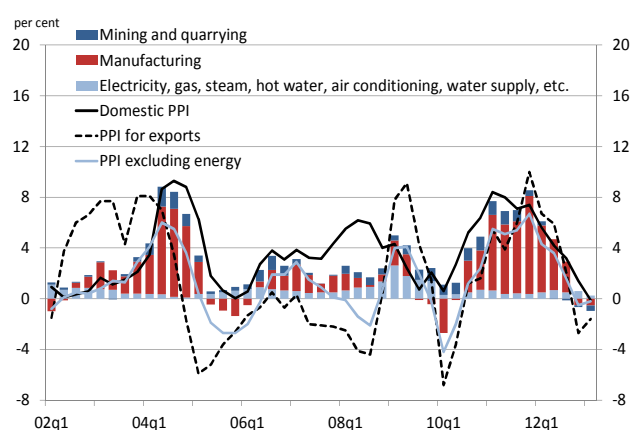 per cent
20 20
Mining and quarrying
16 Manufacturing 16
Electricity, gas, steam, hot water, air conditioning, water supply, etc.
12 Domestic PPI 12
PPI for exports
8 PPI excluding energy 8
4 4
0 0
-4 -4
-8 -8
02q1 04q1 06q1 08q1 10q1 12q1